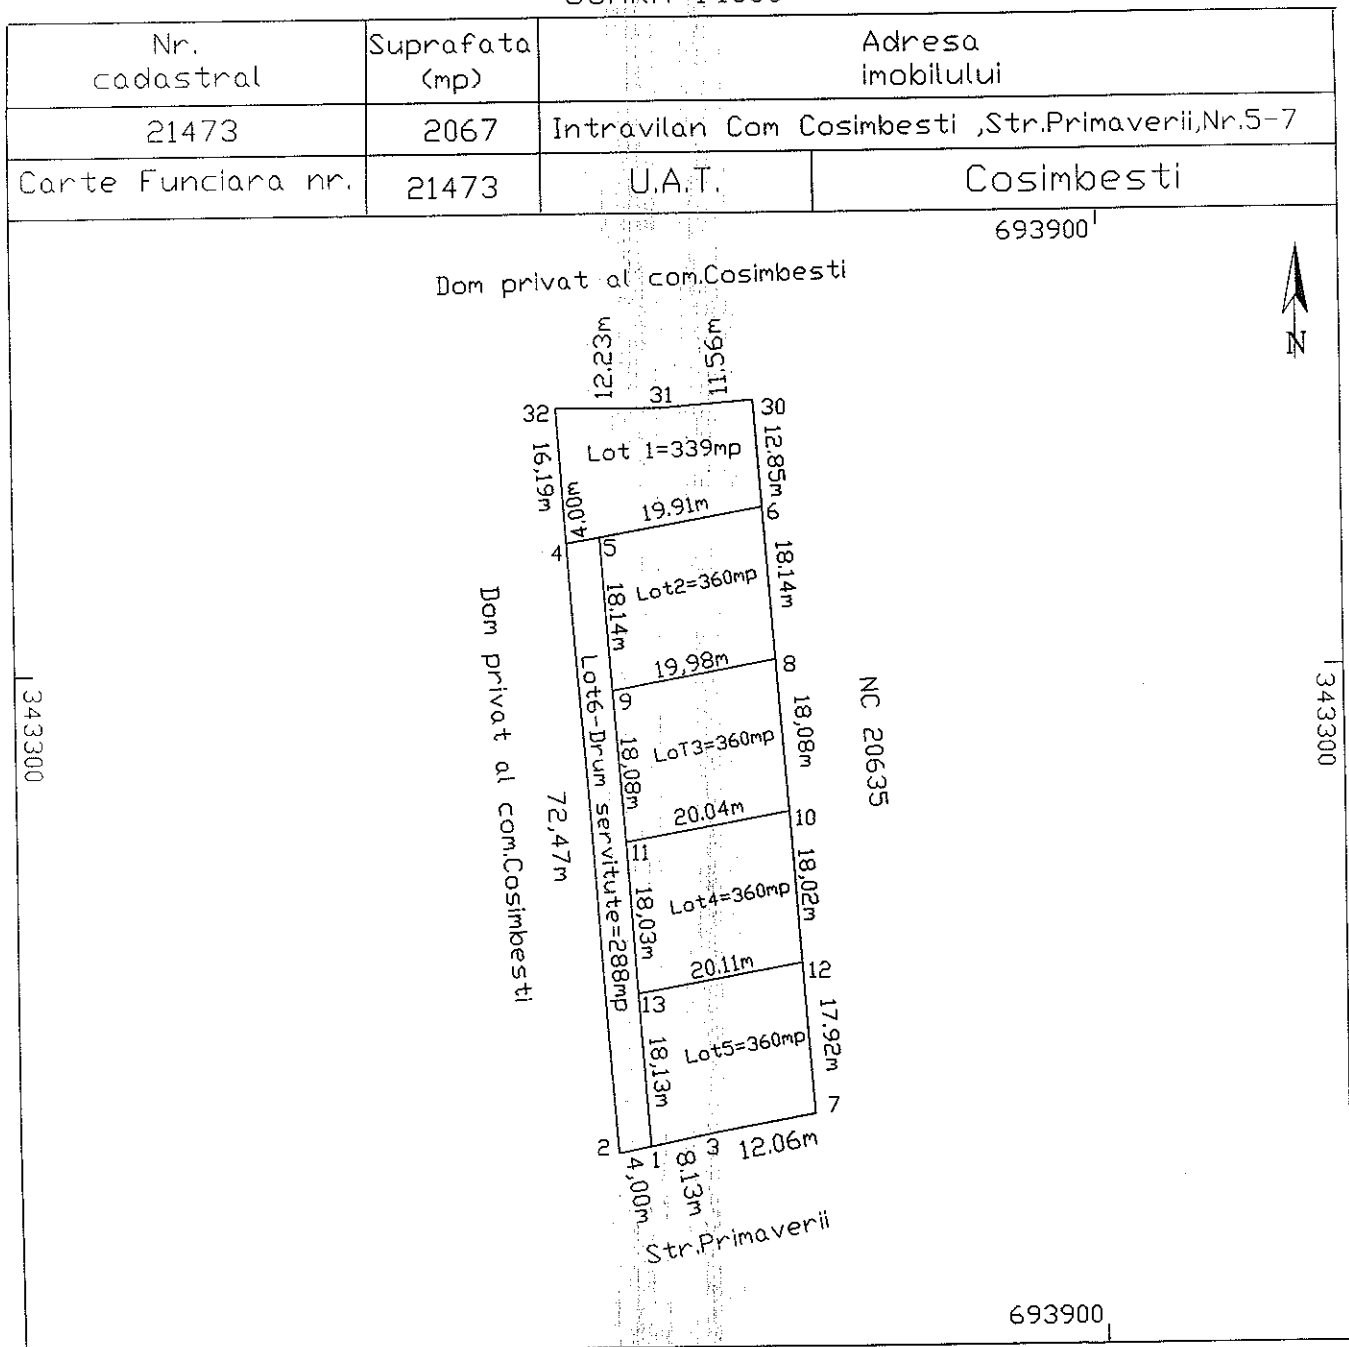 Nr.
cadastral
Suprafata
(mp)
Adresa
imobilului
21473
2067
Intravilan Com Cosimbesti ,Str.Primaverii,Nr.5-7
Carte Funciara nr.
21473
U.A.T.
Cosimbesti
693900
Dom privat al com.Cosimbesti
N
12.23m
11.59m
32
31
30
Lot 1=339mp
16,19m
12.85m
4.00m
19.91m
6
4
5
18.14m
Lot2=360mp
18.14m
19,98m
8
9
Dom privat al com.Cosimbesti
Lot6-Drum servitute=288mp
72,47m
18,08m
LoT3=360mp
18,08m
NC 20635
343300
343300
20.04m
10
11
18,03m
Lot4=360mp
18,02m
20.11m
12
13
18,13m
Lot5=360mp
17.92m
7
2
1
3
4,00m
8.13m
12.06m
Str.Primaverii
693900